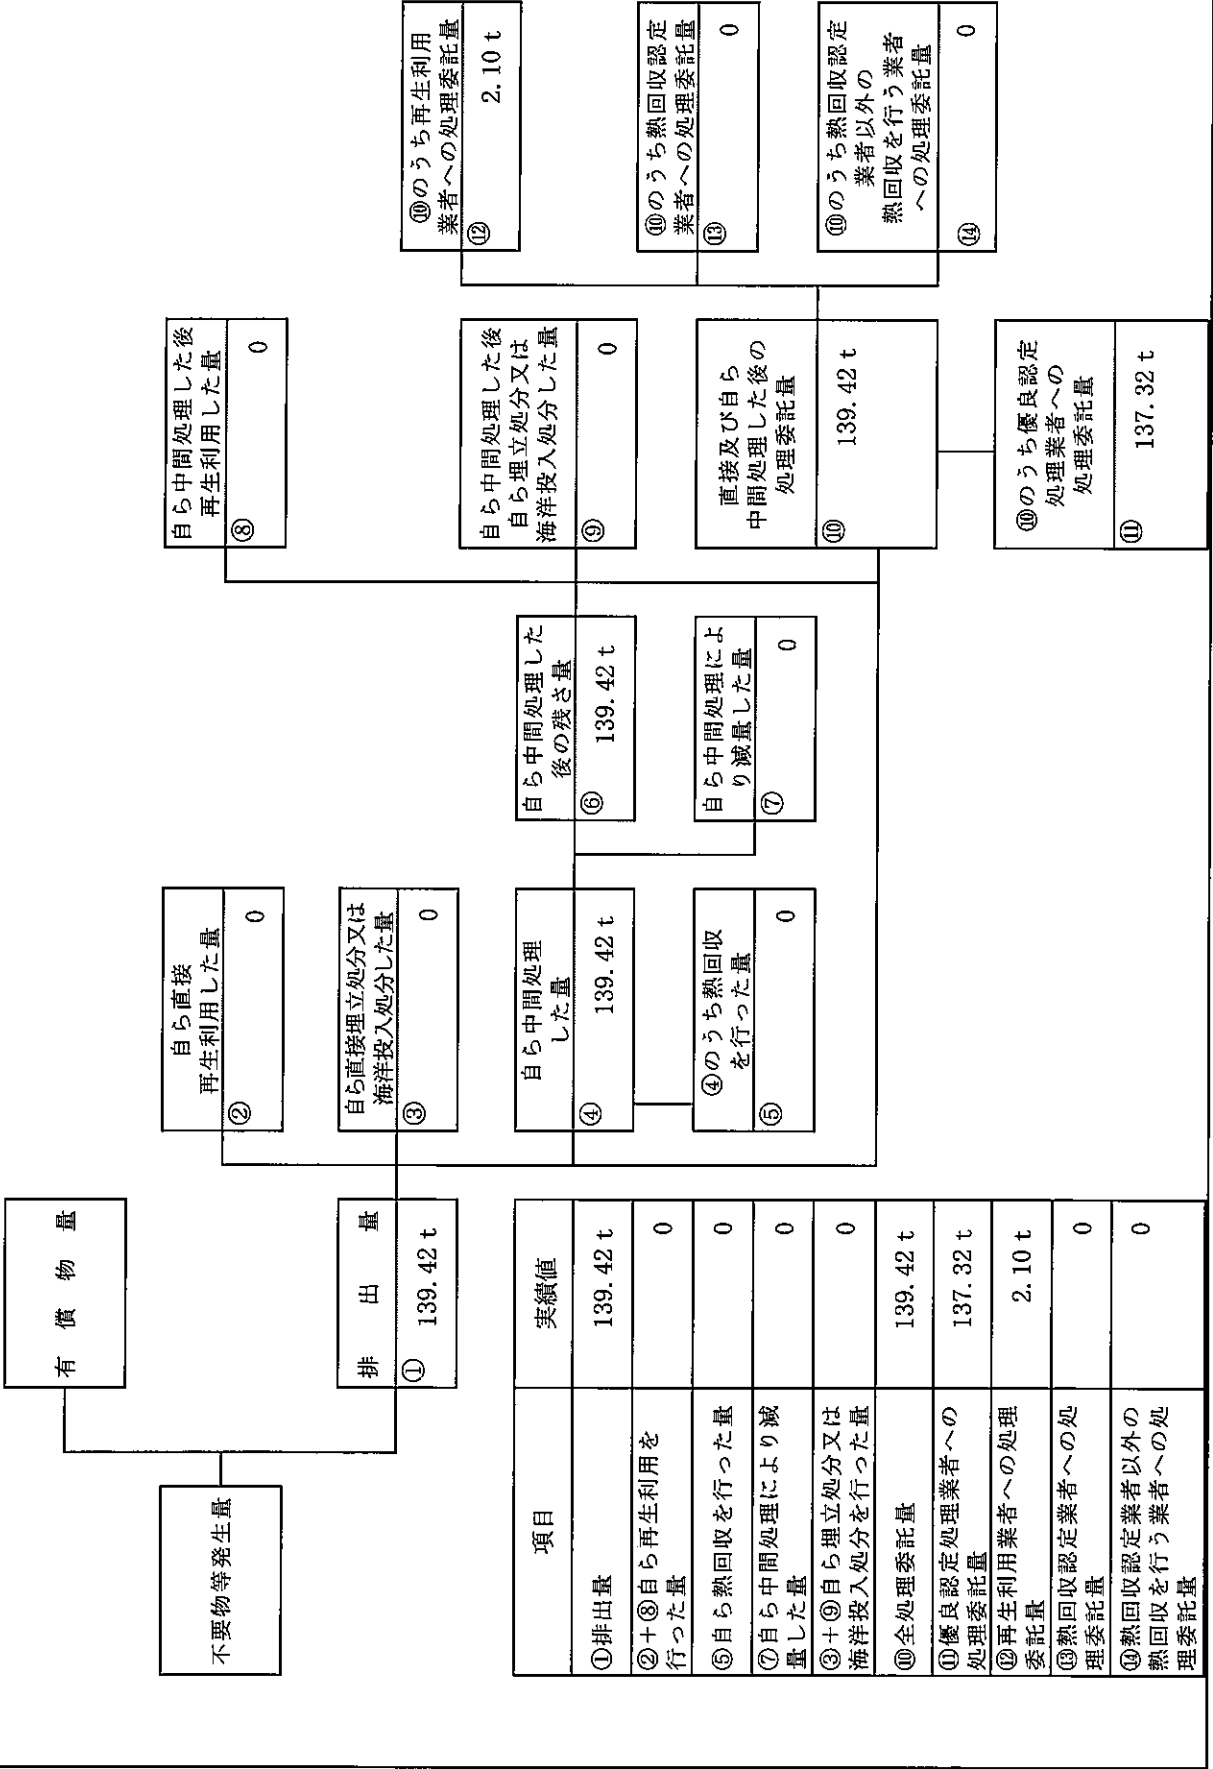 不要物等発生量
有償物量
排出量
① 139.42 t
自ら直接
再生利用した量
② 0
自ら直接埋立処分又は
海洋投入処分した量
③ 0
自ら中間処理
した量
④ 139.42 t
④のうち熱回収
を行った量
⑤ 0
自ら中間処理した
後の残さ量
⑥ 139.42 t
自ら中間処理によ
り減量した量
⑦ 0
自ら中間処理した後
再生利用した量
⑧ 0
自ら中間処理した後
自ら埋立処分又は
海洋投入処分した量
⑨ 0
直接及び自ら
中間処理した後の
処理委託量
⑩ 139.42 t
⑩のうち優良認定
処理業者への
処理委託量
⑪ 137.32 t
⑩のうち再生利用
業者への処理委託量
⑫ 2.10 t
⑩のうち熱回収認定
業者への処理委託量
⑬ 0
⑩のうち熱回収認定
業者以外の
熱回収を行う業者
への処理委託量
⑭ 0
項目 実績値
①排出量 139.42 t
②+⑧自ら再生利用を
行った量 0
⑤自ら熱回収を行った量 0
⑦自ら中間処理により減
量した量 0
③+⑨自ら埋立処分又は
海洋投入処分を行った量 0
⑩全処理委託量 139.42 t
⑪優良認定処理業者への
処理委託量 137.32 t
⑫再生利用業者への処理
委託量 2.10 t
⑬熱回収認定業者への処
理委託量 0
⑭熱回収認定業者以外の
熱回収を行う業者への処
理委託量 0